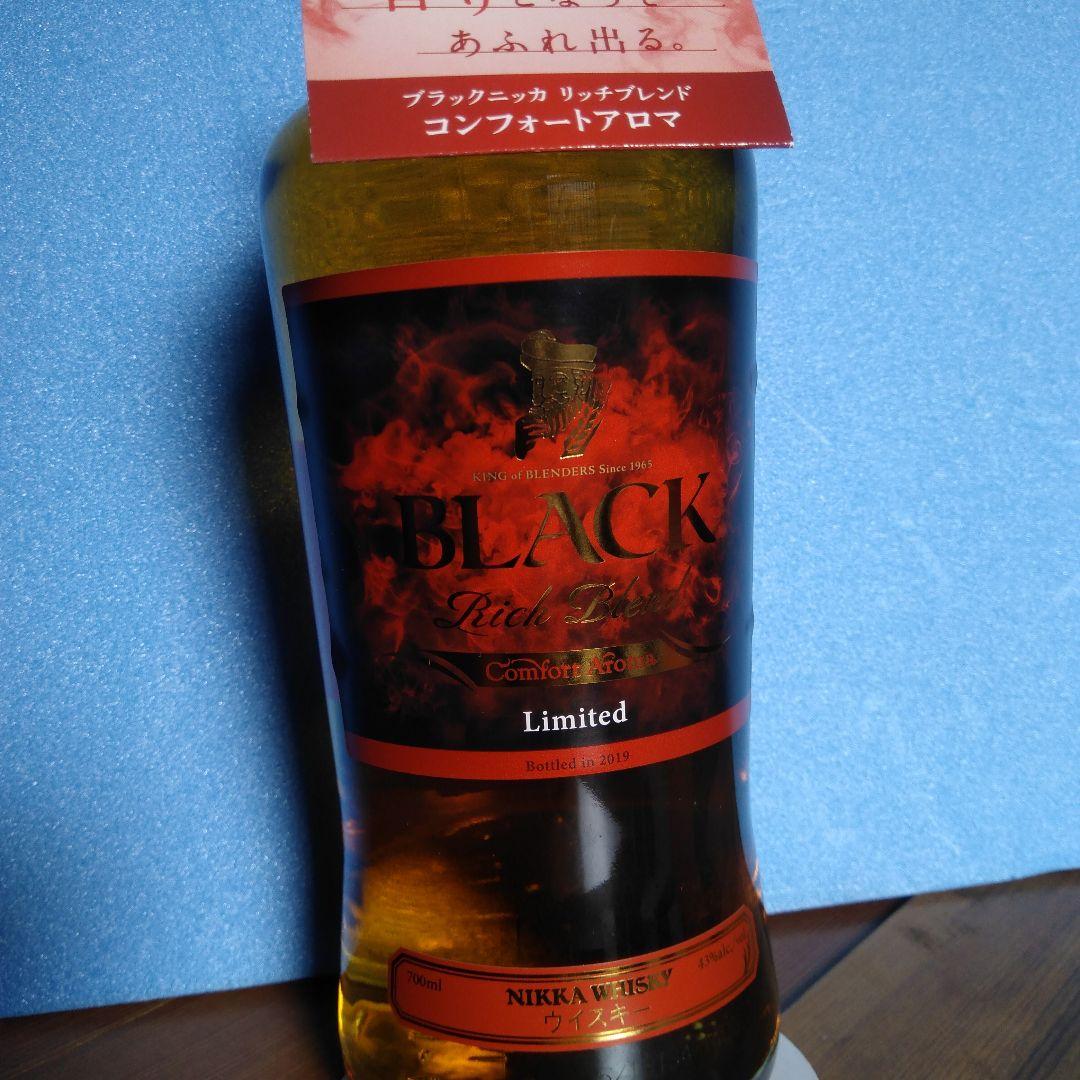 あふれ出る。
ブラックニッカ リッチブレンド
コンフォートアロマ
KING of BLENDERS Since 1965
BLACK
Rich Blend
Comfort Aroma
Limited
Bottled in 2019
700ml
43%alc.
NIKKA WHISKY
ウイスキー